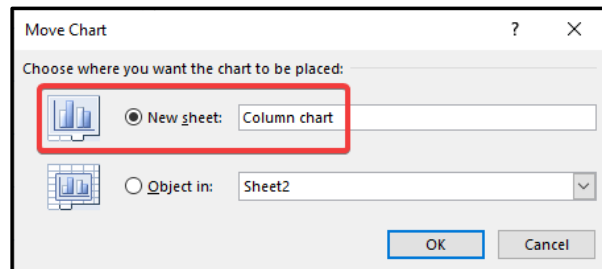 Move Chart ? ×
Choose where you want the chart to be placed:
New sheet: Column chart
Object in: Sheet2
OK Cancel